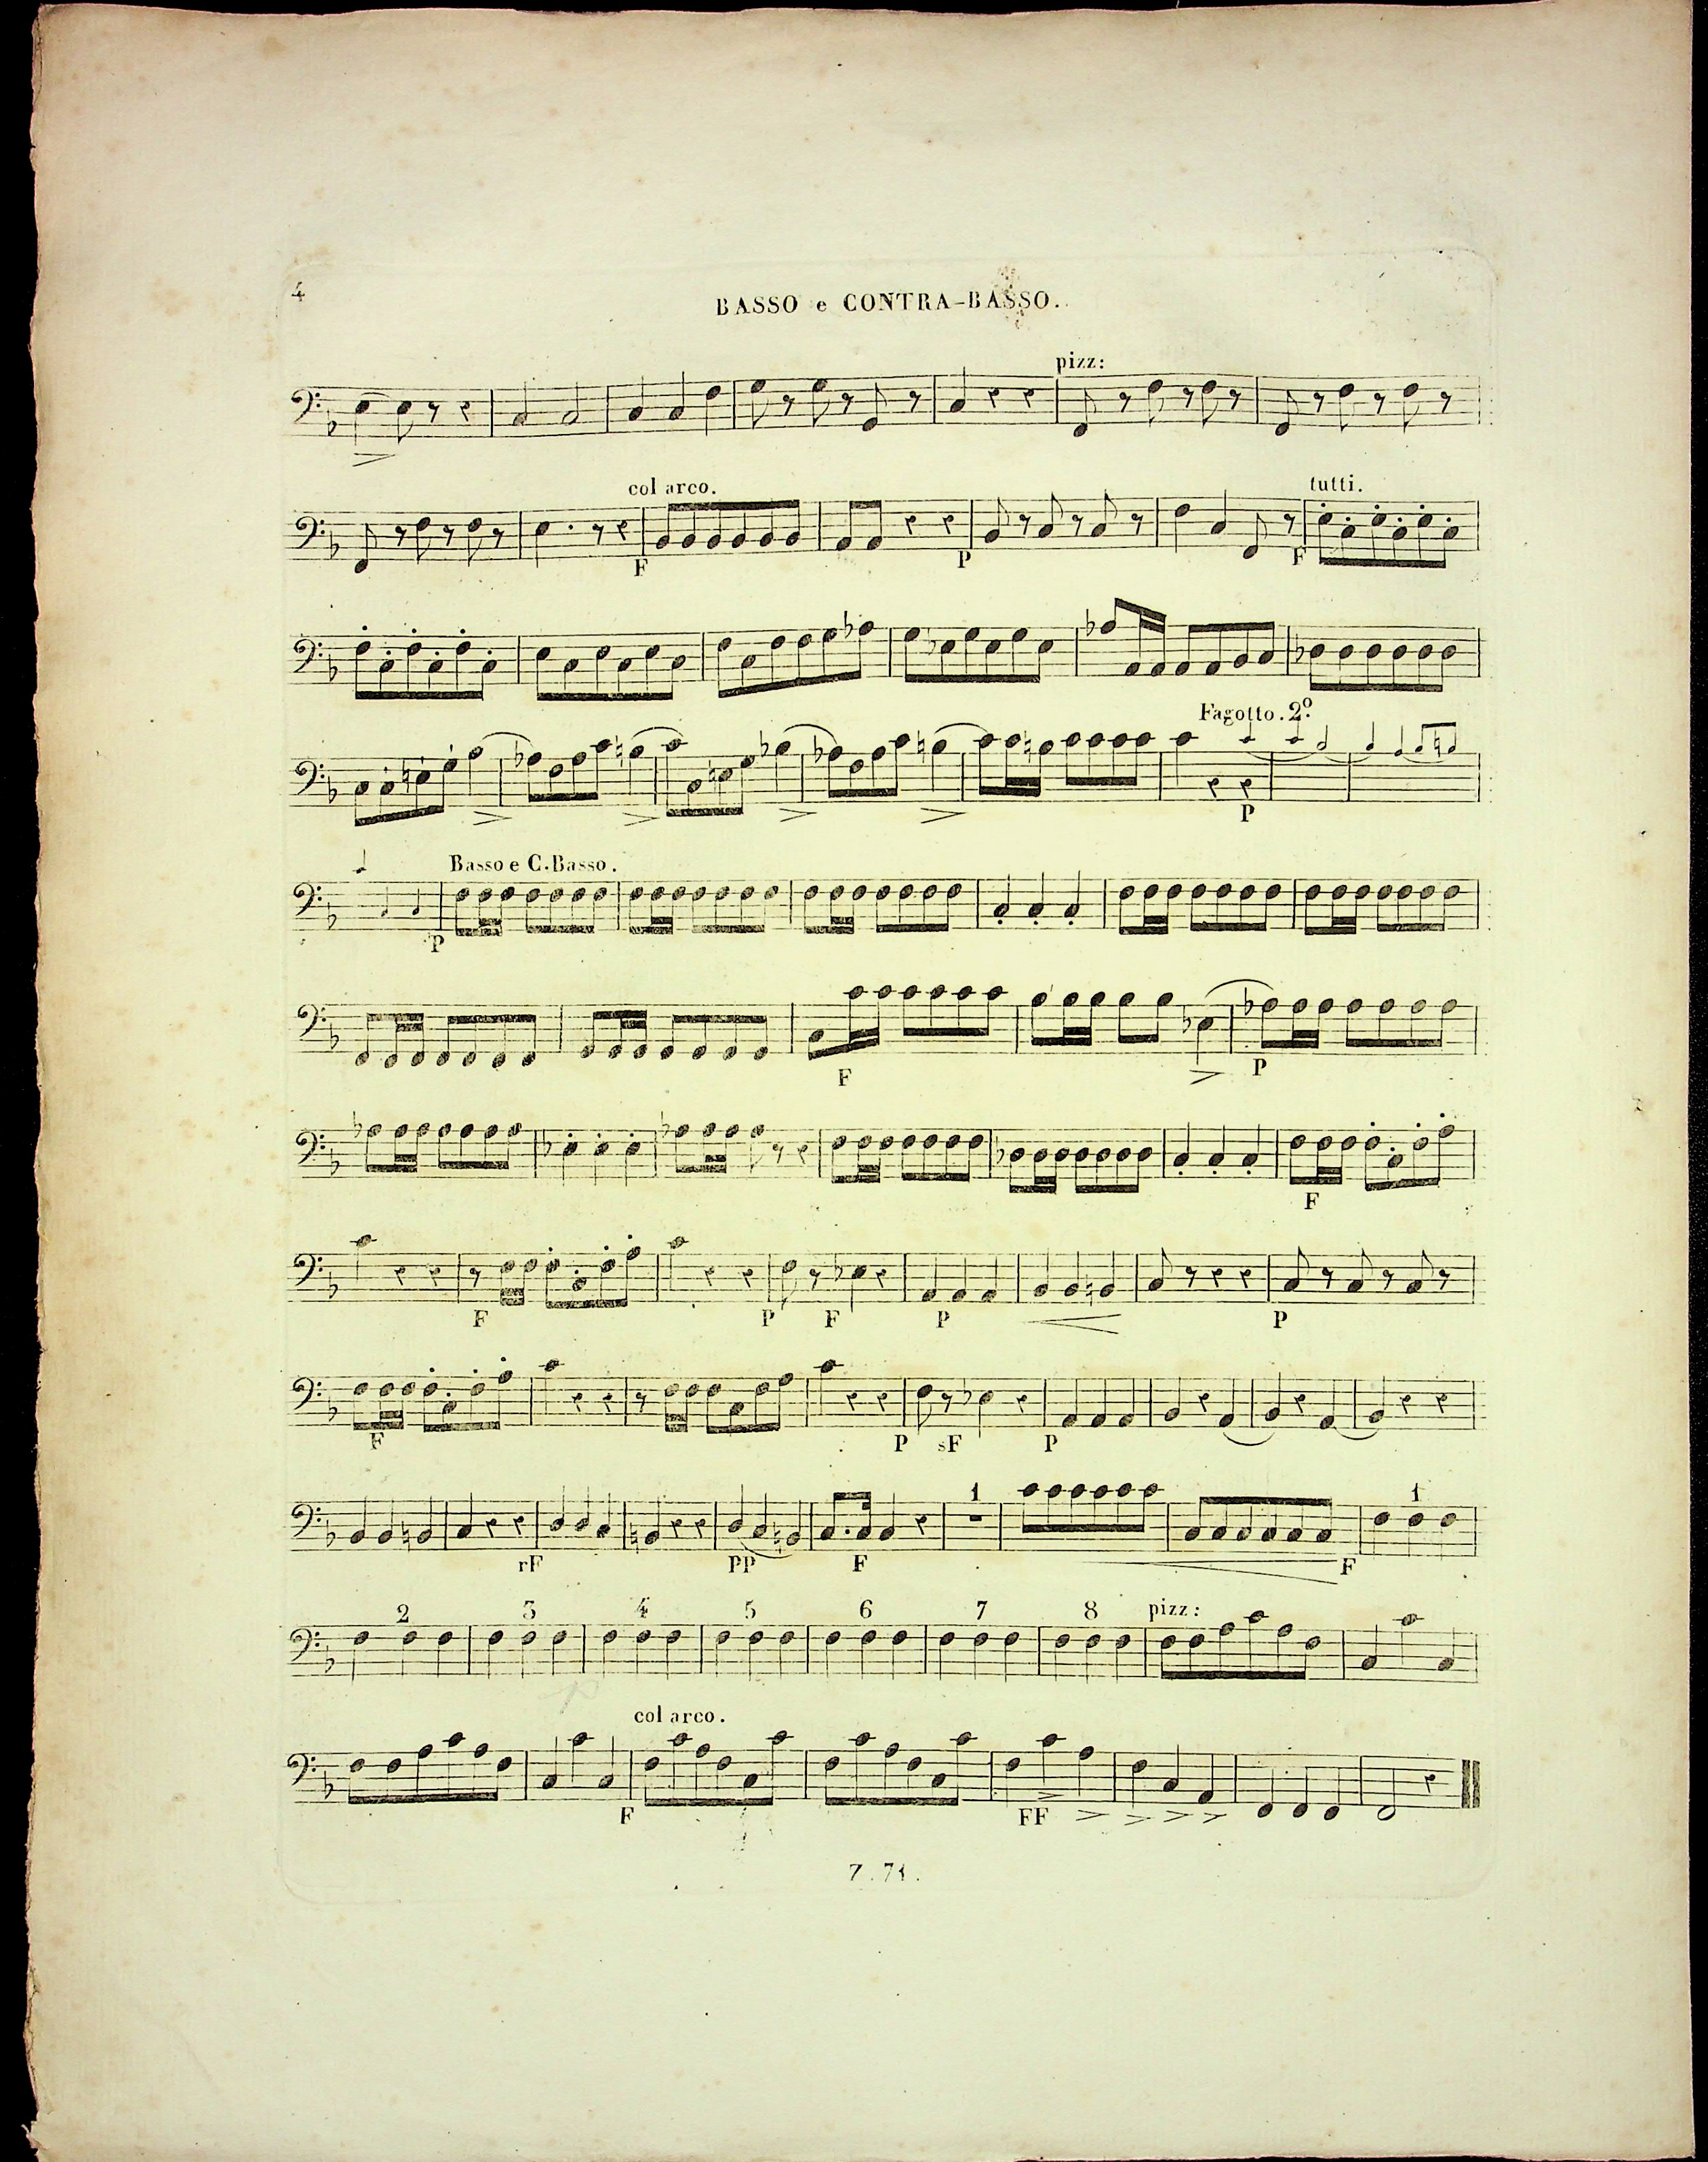 4
BASSO e CONTRA-BASSO.
pizz:
col arco.
tutti.
F P F
Fagotto. 2º.
P
Basso e C.Basso.
P
F P
F
F P F P P
F P sF P
1 1
rF PP F F
2 3 4 5 6 7 8 pizz:
col arco.
F FF
Z. 71.